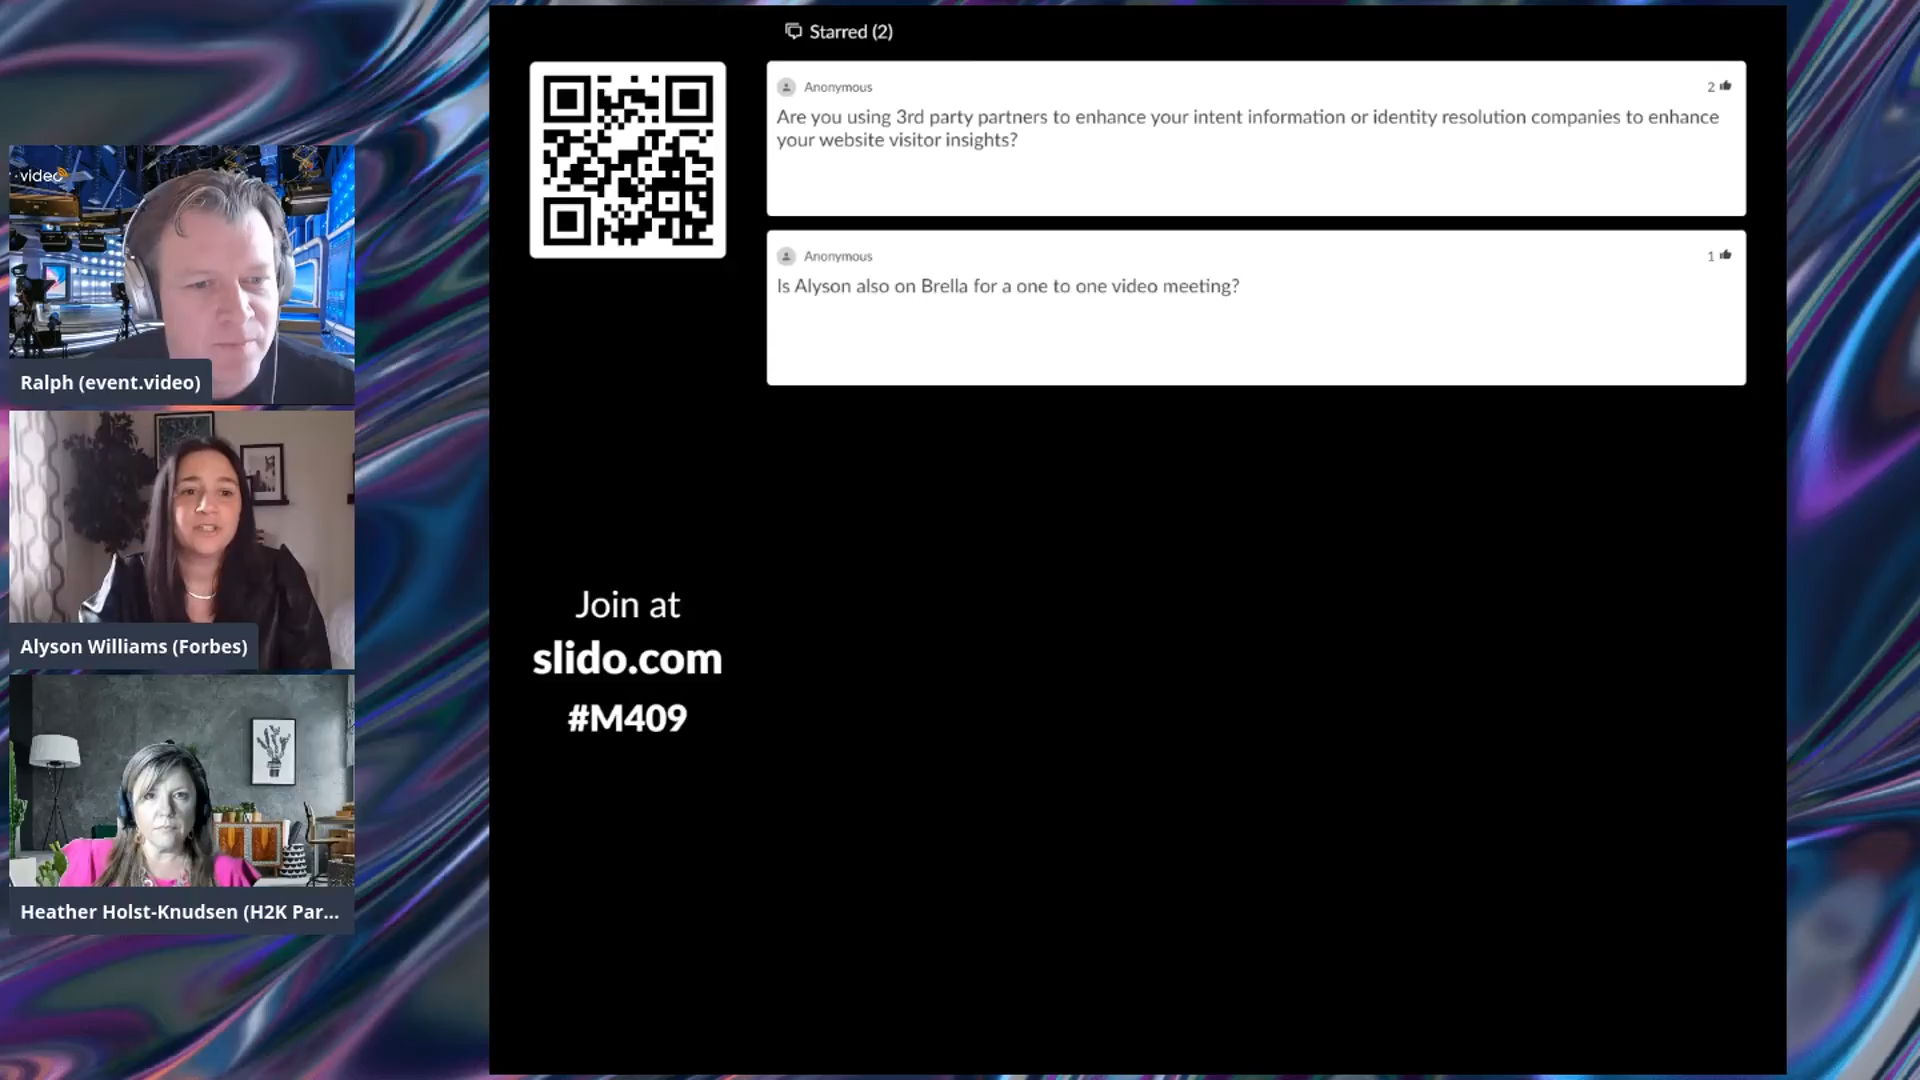 Starred (2)
Anonymous
2
Are you using 3rd party partners to enhance your intent information or identity resolution companies to enhance
your website visitor insights?
Anonymous
1
Is Alyson also on Brella for a one to one video meeting?
video
Ralph (event.video)
Alyson Williams (Forbes)
Heather Holst-Knudsen (H2K Par...
Join at
slido.com
#M409